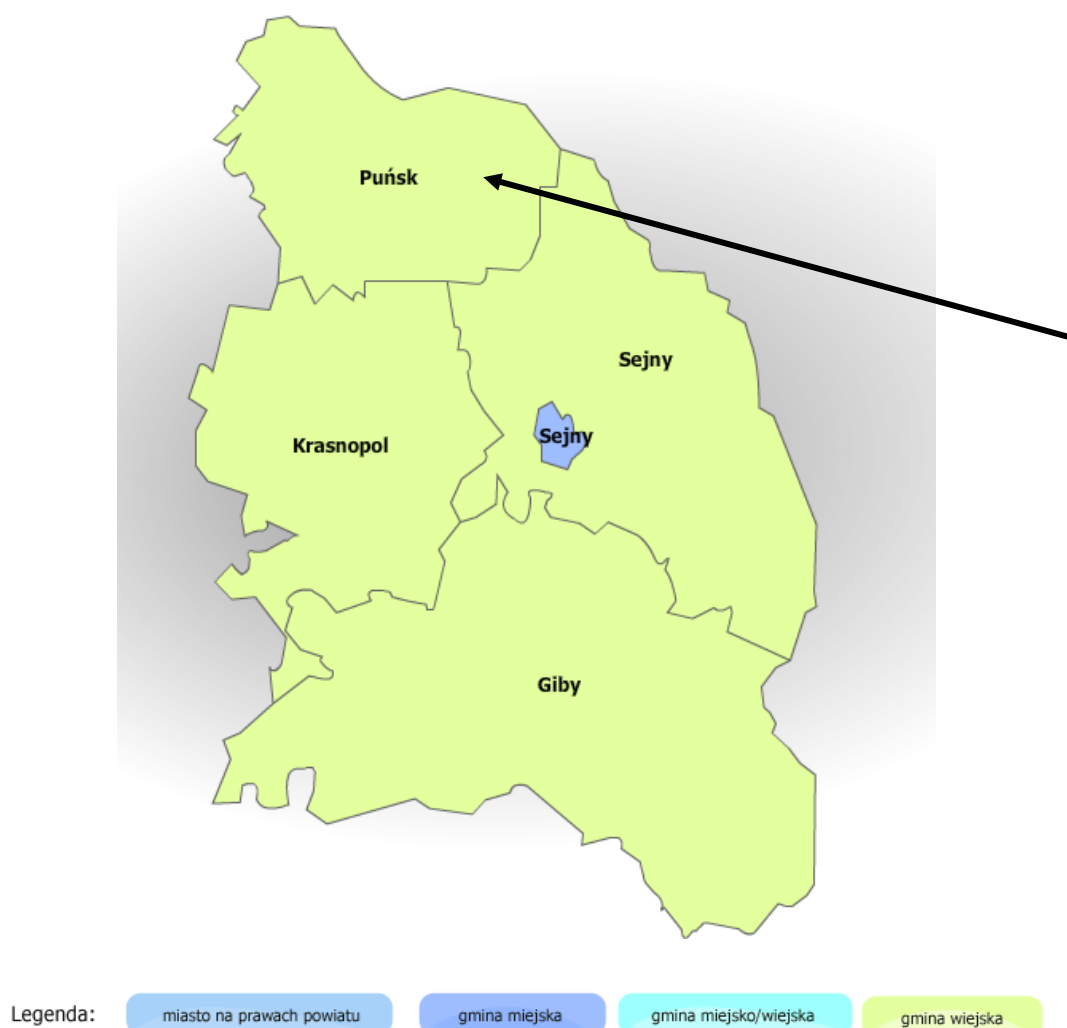 Puńsk
Sejny
Sejny
Krasnopol
Giby
Legenda:
miasto na prawach powiatu
gmina miejska
gmina miejsko/wiejska
gmina wiejska